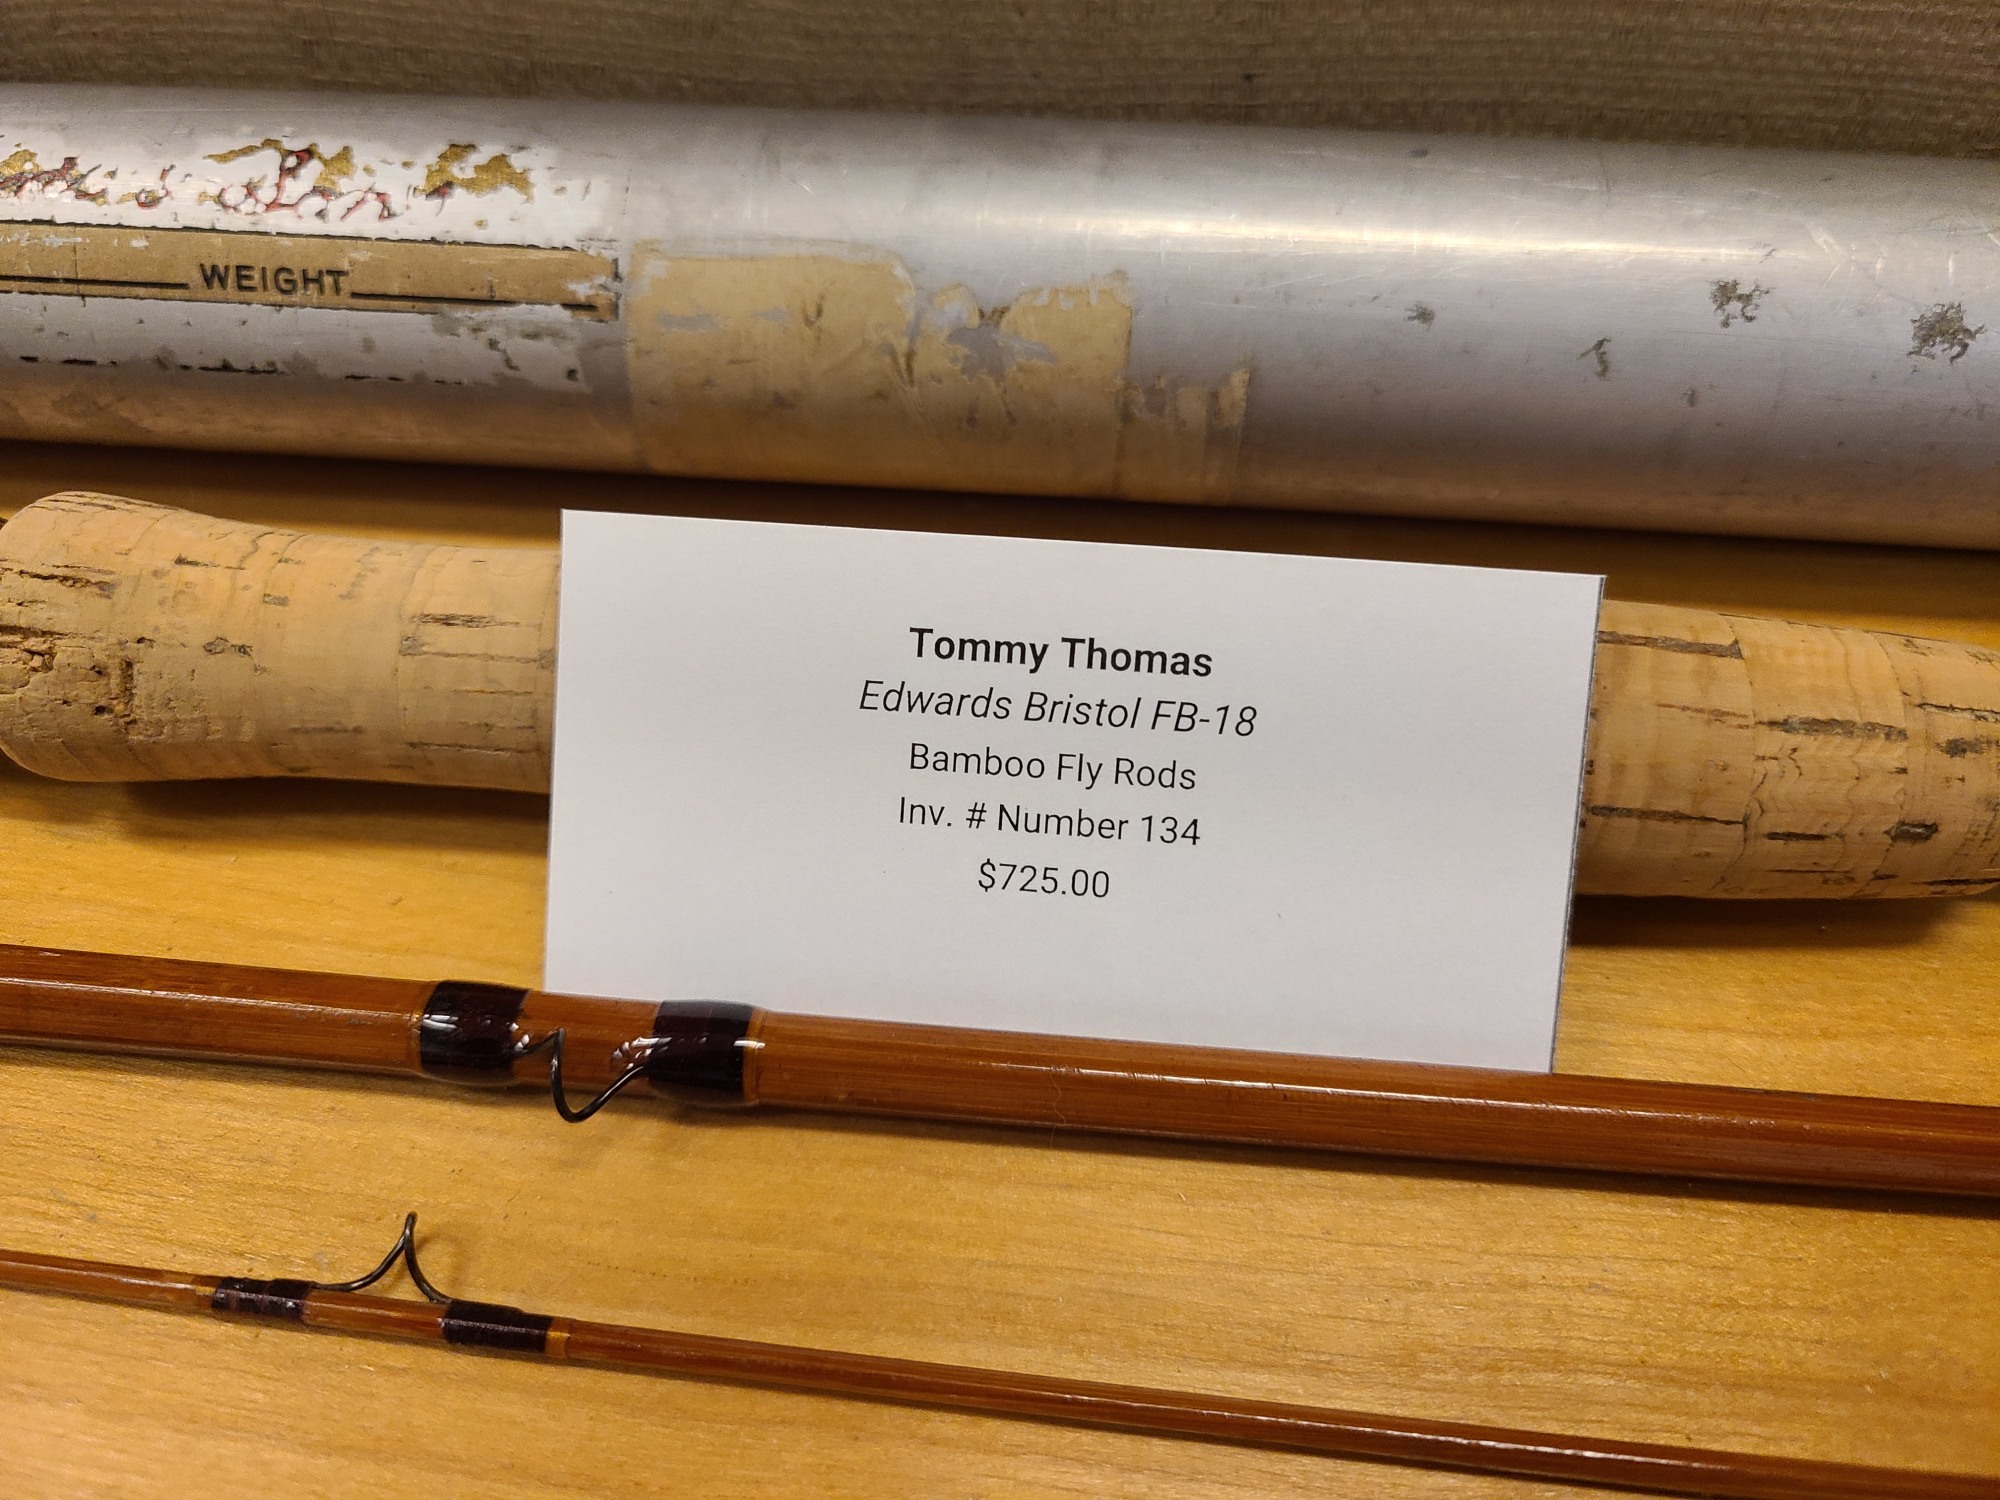 WEIGHT
Tommy Thomas
Edwards Bristol FB-18
Bamboo Fly Rods
Inv. # Number 134
$725.00